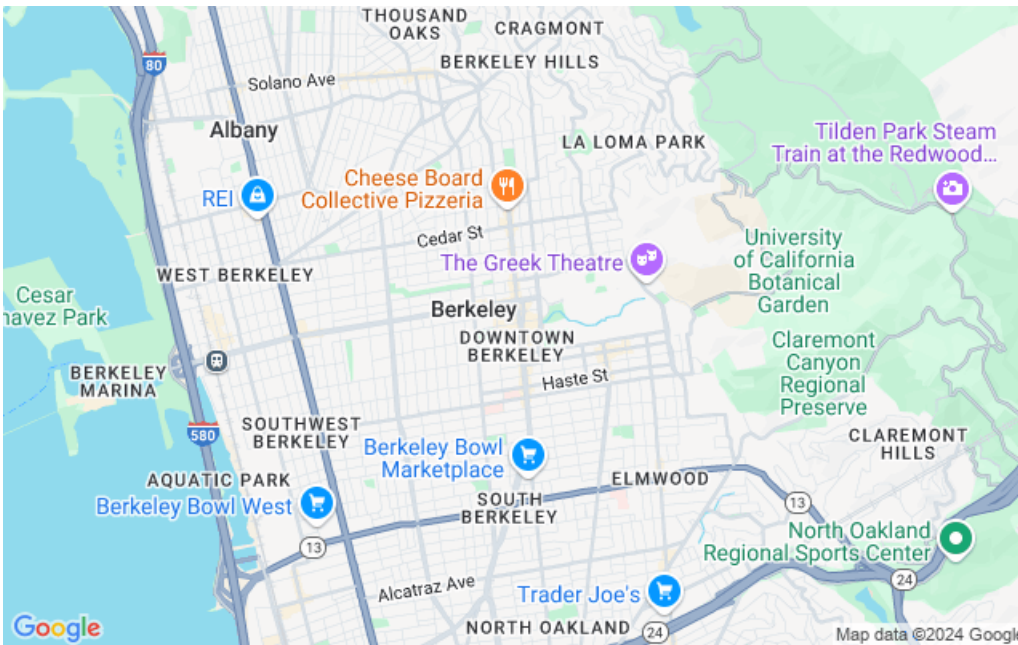 THOUSAND
OAKS
CRAGMONT
BERKELEY HILLS
80
Solano Ave
Albany
LA LOMA PARK
Tilden Park Steam
Train at the Redwood...
Cheese Board
Collective Pizzeria
REI
Cedar St
The Greek Theatre
University
of California
Botanical
Garden
WEST BERKELEY
Cesar
havez Park
Berkeley
DOWNTOWN
BERKELEY
Claremont
Canyon
Regional
Preserve
BERKELEY
MARINA
Haste St
580
SOUTHWEST
BERKELEY
CLAREMONT
HILLS
Berkeley Bowl
Marketplace
AQUATIC PARK
ELMWOOD
Berkeley Bowl West
SOUTH
BERKELEY
13
13
North Oakland
Regional Sports Center
24
Alcatraz Ave
Trader Joe's
NORTH OAKLAND
24
Google
Map data ©2024 Google